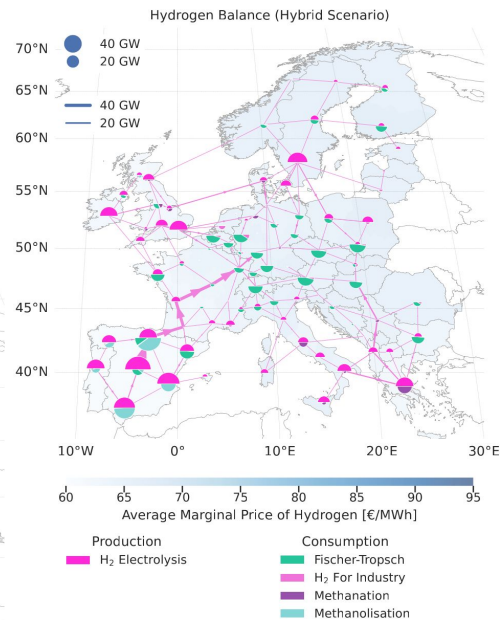 Hydrogen Balance (Hybrid Scenario)
70°N
65°N
60°N
55°N
50°N
45°N
40°N
40 GW
20 GW
40 GW
20 GW
10°W 0° 10°E 20°E 30°E
60 65 70 75 80 85 90 95
Average Marginal Price of Hydrogen [€/MWh]
Production
H₂ Electrolysis
Consumption
Fischer-Tropsch
H₂ For Industry
Methanation
Methanolisation